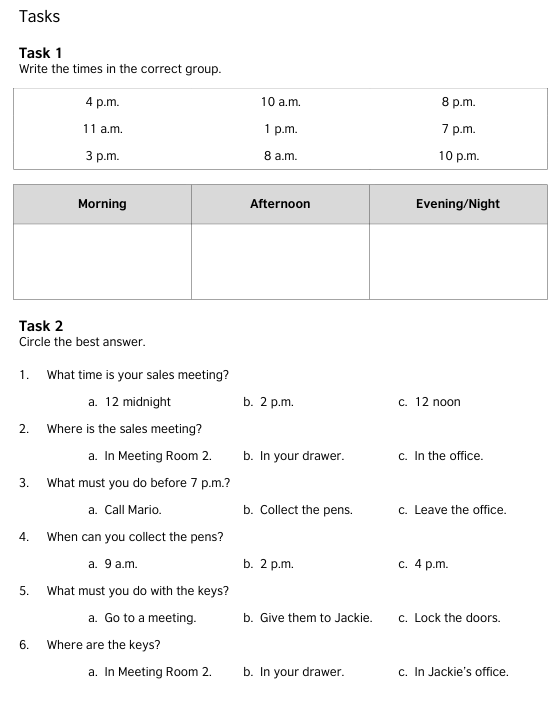 Tasks
Task 1
Write the times in the correct group.
4 p.m. 10 a.m. 8 p.m.
11 a.m. 1 p.m. 7 p.m.
3 p.m. 8 a.m. 10 p.m.
Morning Afternoon Evening/Night
Task 2
Circle the best answer.
1. What time is your sales meeting?
a. 12 midnight b. 2 p.m. c. 12 noon
2. Where is the sales meeting?
a. In Meeting Room 2. b. In your drawer. c. In the office.
3. What must you do before 7 p.m.?
a. Call Mario. b. Collect the pens. c. Leave the office.
4. When can you collect the pens?
a. 9 a.m. b. 2 p.m. c. 4 p.m.
5. What must you do with the keys?
a. Go to a meeting. b. Give them to Jackie. c. Lock the doors.
6. Where are the keys?
a. In Meeting Room 2. b. In your drawer. c. In Jackie's office.